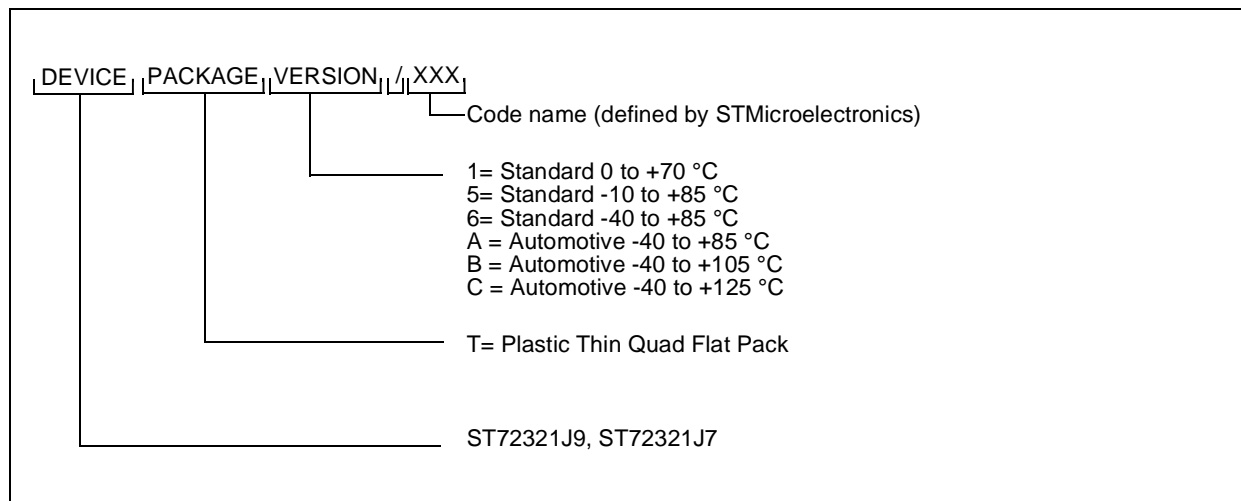 DEVICE PACKAGE VERSION / XXX
Code name (defined by STMicroelectronics)
1= Standard 0 to +70 °C
5= Standard -10 to +85 °C
6= Standard -40 to +85 °C
A = Automotive -40 to +85 °C
B = Automotive -40 to +105 °C
C = Automotive -40 to +125 °C
T= Plastic Thin Quad Flat Pack
ST72321J9, ST72321J7